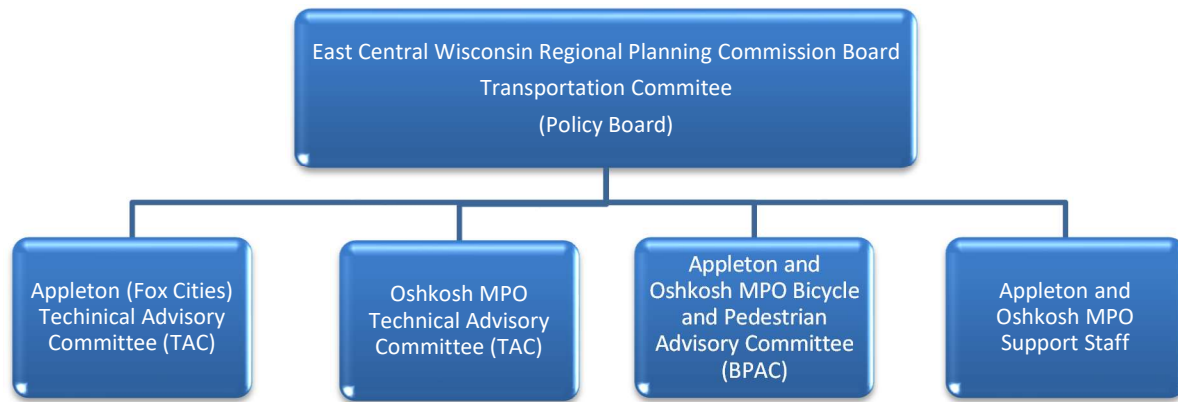 East Central Wisconsin Regional Planning Commission Board
Transportation Commitee
(Policy Board)
Appleton (Fox Cities)
Techinical Advisory
Committee (TAC)
Oshkosh MPO
Technical Advisory
Committee (TAC)
Appleton and
Oshkosh MPO Bicycle
and Pedestrian
Advisory Committee
(BPAC)
Appleton and
Oshkosh MPO
Support Staff